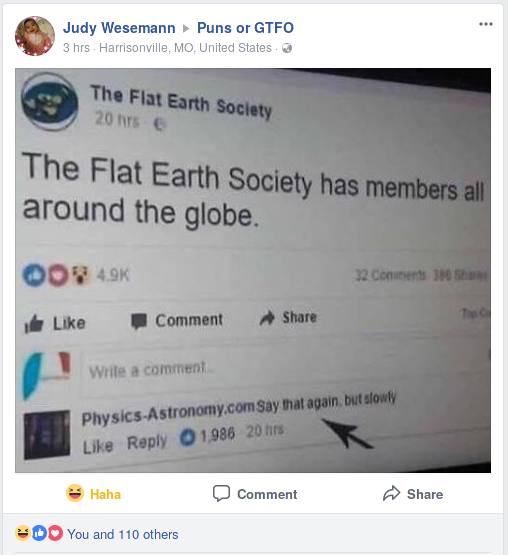 Judy Wesemann ▸ Puns or GTFO
3 hrs · Harrisonville, MO, United States ·
The Flat Earth Society
20 hrs ·
The Flat Earth Society has members all
around the globe.
4.9K 32 Comments 386 Shares
Like Comment Share Top Co
Write a comment...
Physics-Astronomy.com Say that again, but slowly
Like Reply 1,986 20 hrs
Haha Comment Share
You and 110 others